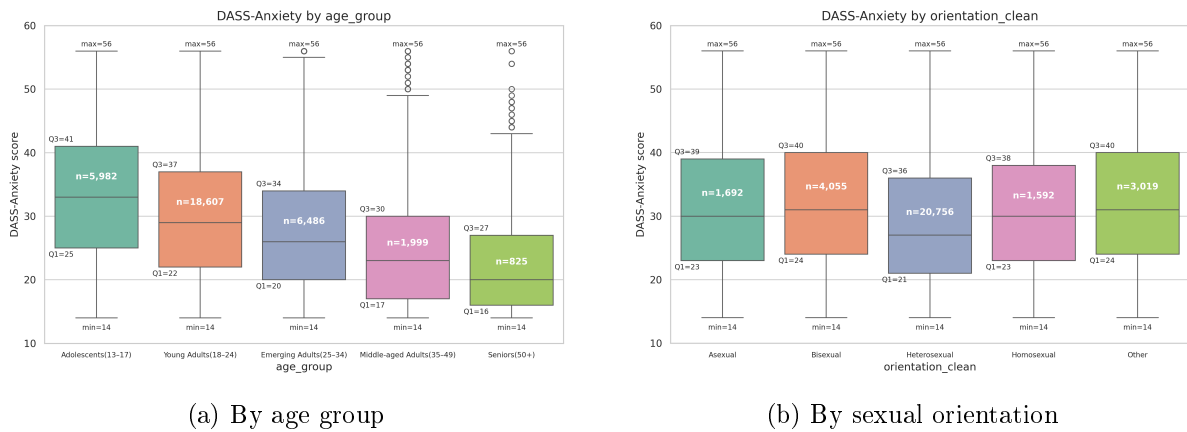 DASS-Anxiety by age_group
60
50
40
30
20
10
DASS-Anxiety score
max=56
max=56
max=56
max=56
max=56
Q3=41
n=5,982
Q1=25
Q3=37
n=18,607
Q1=22
Q3=34
n=6,486
Q1=20
Q3=30
n=1,999
Q1=17
Q3=27
n=825
Q1=16
min=14
min=14
min=14
min=14
min=14
Adolescents(13–17)
Young Adults(18–24)
Emerging Adults(25–34)
Middle-aged Adults(35–49)
Seniors(50+)
age_group
(a) By age group
DASS-Anxiety by orientation_clean
60
50
40
30
20
10
DASS-Anxiety score
max=56
max=56
max=56
max=56
max=56
Q3=39
n=1,692
Q1=23
Q3=40
n=4,055
Q1=24
Q3=36
n=20,756
Q1=21
Q3=38
n=1,592
Q1=23
Q3=40
n=3,019
Q1=24
min=14
min=14
min=14
min=14
min=14
Asexual
Bisexual
Heterosexual
Homosexual
Other
orientation_clean
(b) By sexual orientation